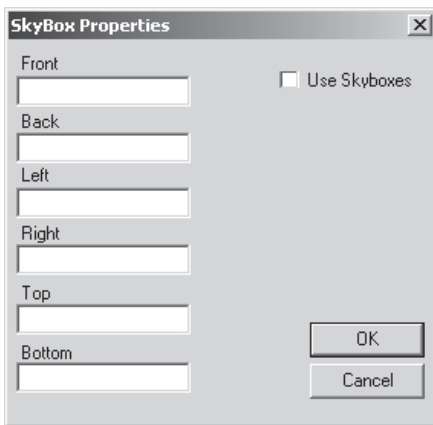 SkyBox Properties
Front
Use Skyboxes
Back
Left
Right
Top
Bottom
OK
Cancel